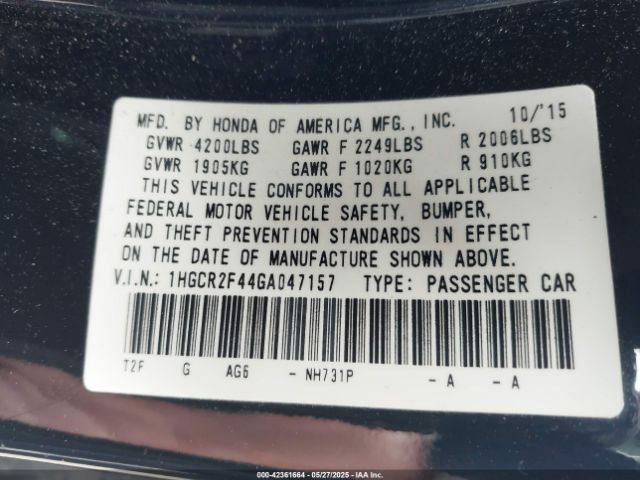 MFD. BY HONDA OF AMERICA MFG., INC. 10/'15
GVWR 4200LBS GAWR F 2249LBS R 2006LBS
GVWR 1905KG GAWR F 1020KG R 910KG
THIS VEHICLE CONFORMS TO ALL APPLICABLE
FEDERAL MOTOR VEHICLE SAFETY, BUMPER,
AND THEFT PREVENTION STANDARDS IN EFFECT
ON THE DATE OF MANUFACTURE SHOWN ABOVE.
V.I.N.: 1HGCR2F44GA047157 TYPE: PASSENGER CAR
T2F G AG6 - NH731P - A - A
000-42361664 - 05/27/2025 - IAA Inc.